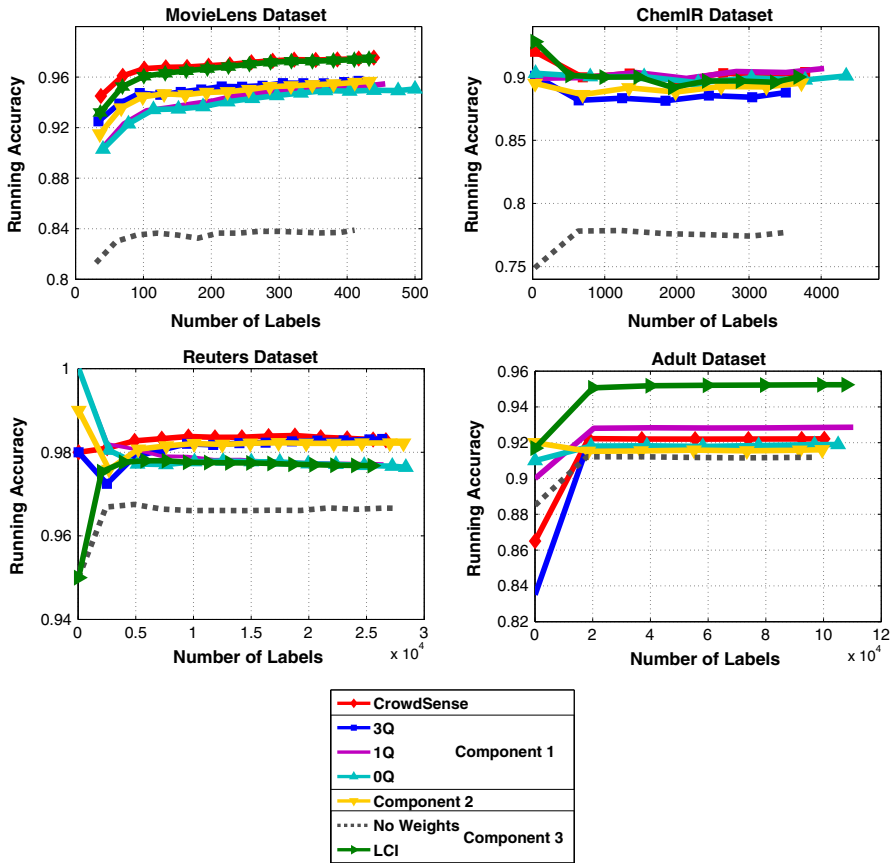 MovieLens Dataset
Running Accuracy
0.96
0.92
0.88
0.84
0.8
0 100 200 300 400 500
Number of Labels
ChemIR Dataset
Running Accuracy
0.9
0.85
0.8
0.75
0 1000 2000 3000 4000
Number of Labels
Reuters Dataset
Running Accuracy
1
0.98
0.96
0.94
0 0.5 1 1.5 2 2.5 3
x 10^4
Number of Labels
Adult Dataset
Running Accuracy
0.96
0.94
0.92
0.9
0.88
0.86
0.84
0.82
0 2 4 6 8 10 12
x 10^4
Number of Labels
CrowdSense
3Q
1Q Component 1
0Q
Component 2
No Weights
Component 3
LCI